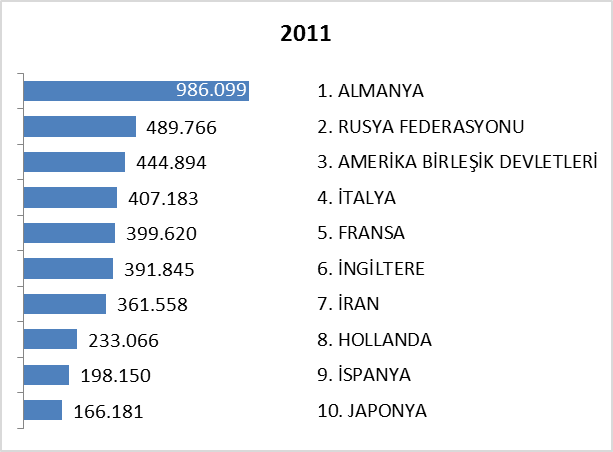 2011
986.099 1. ALMANYA
489.766 2. RUSYA FEDERASYONU
444.894 3. AMERİKA BİRLEŞİK DEVLETLERİ
407.183 4. İTALYA
399.620 5. FRANSA
391.845 6. İNGİLTERE
361.558 7. İRAN
233.066 8. HOLLANDA
198.150 9. İSPANYA
166.181 10. JAPONYA